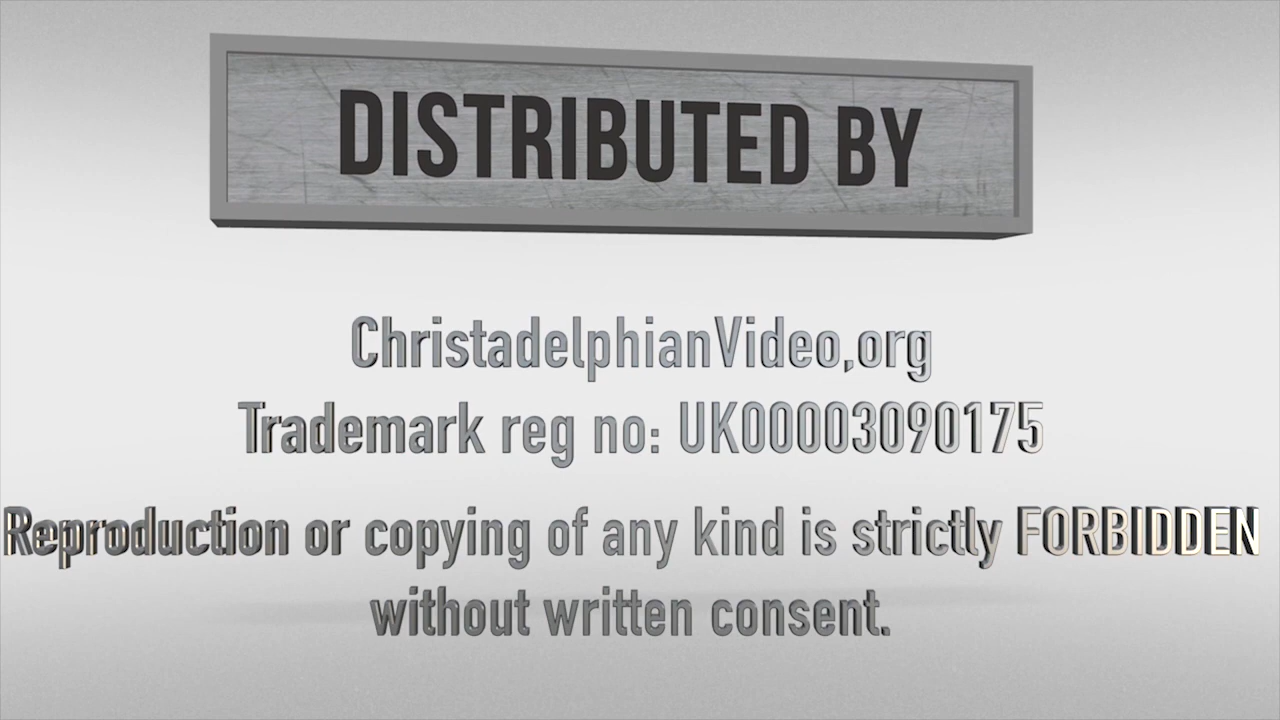 DISTRIBUTED BY
ChristadelphianVideo,org
Trademark reg no: UK00003090175
Reproduction or copying of any kind is strictly FORBIDDEN
without written consent.